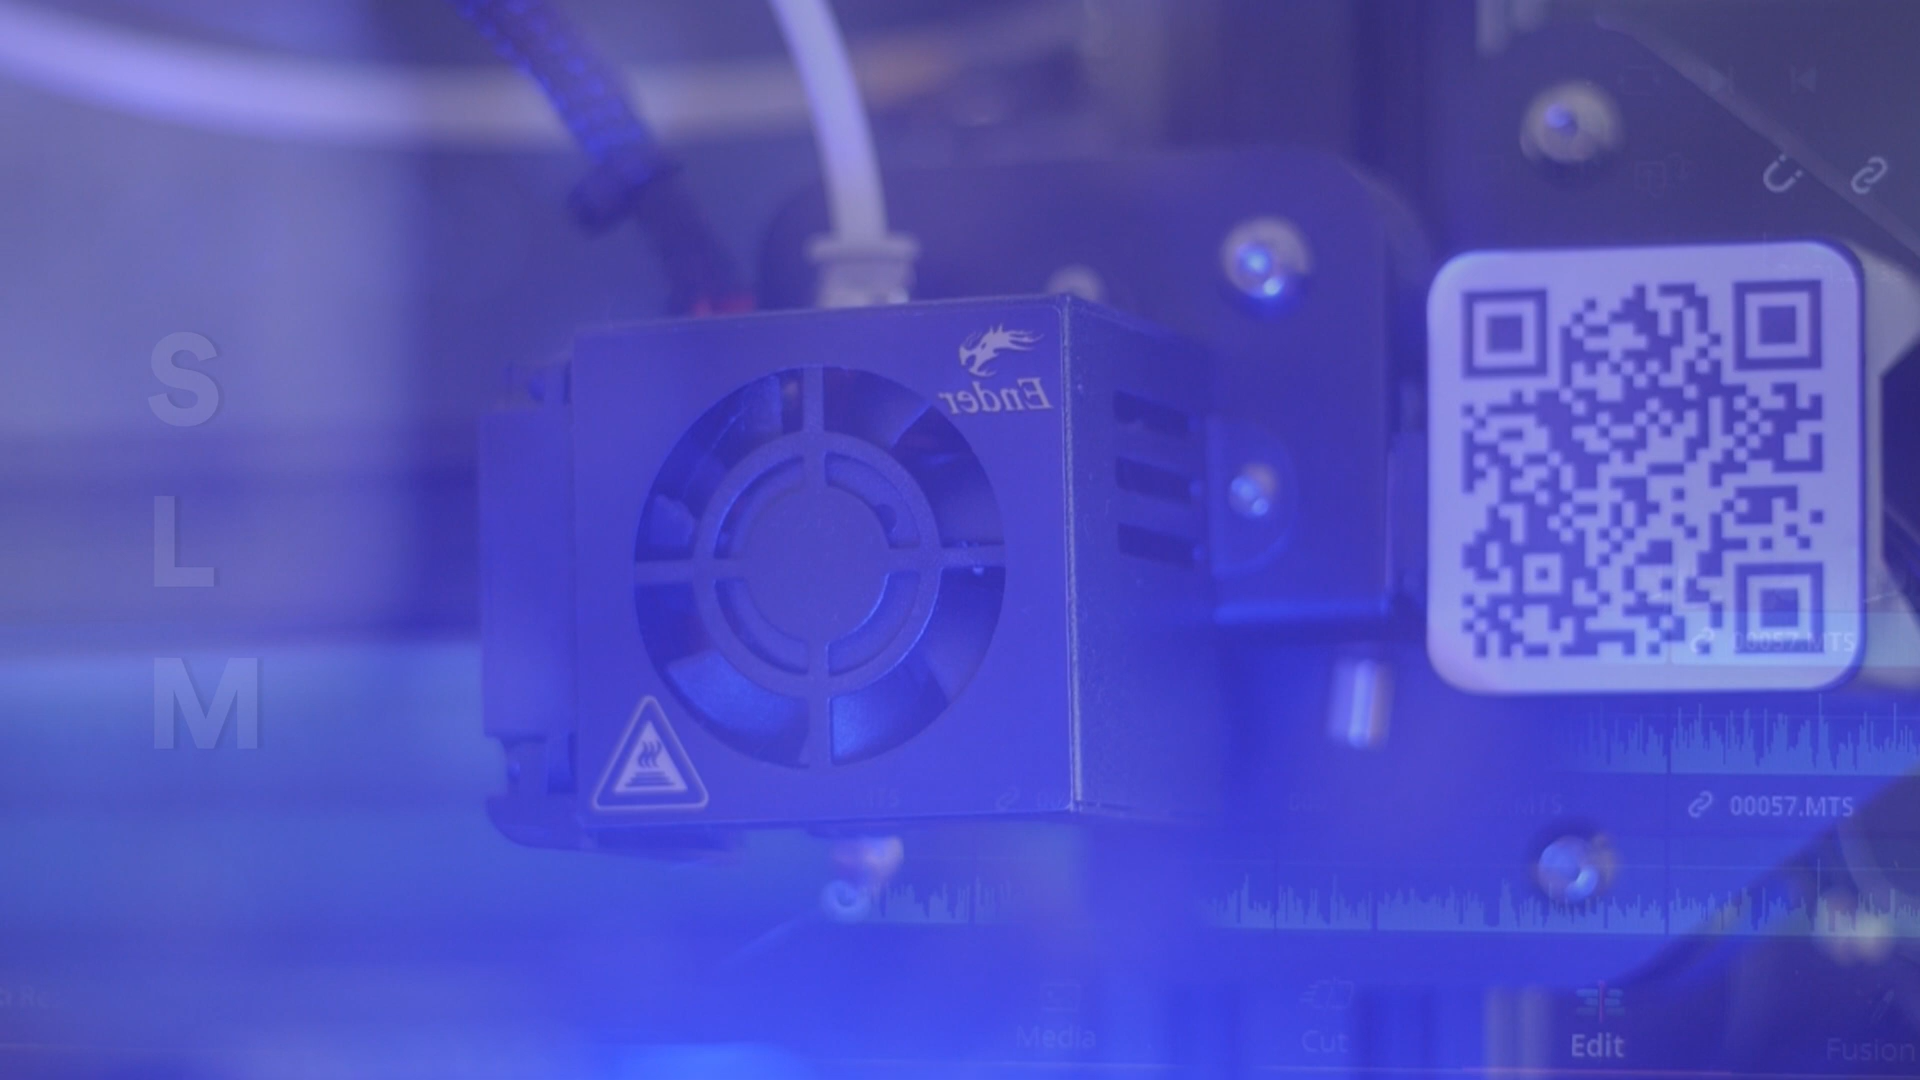 S
L
M
Ender
00057.MTS
00057.MTS
Media
Cut
Edit
Fusion